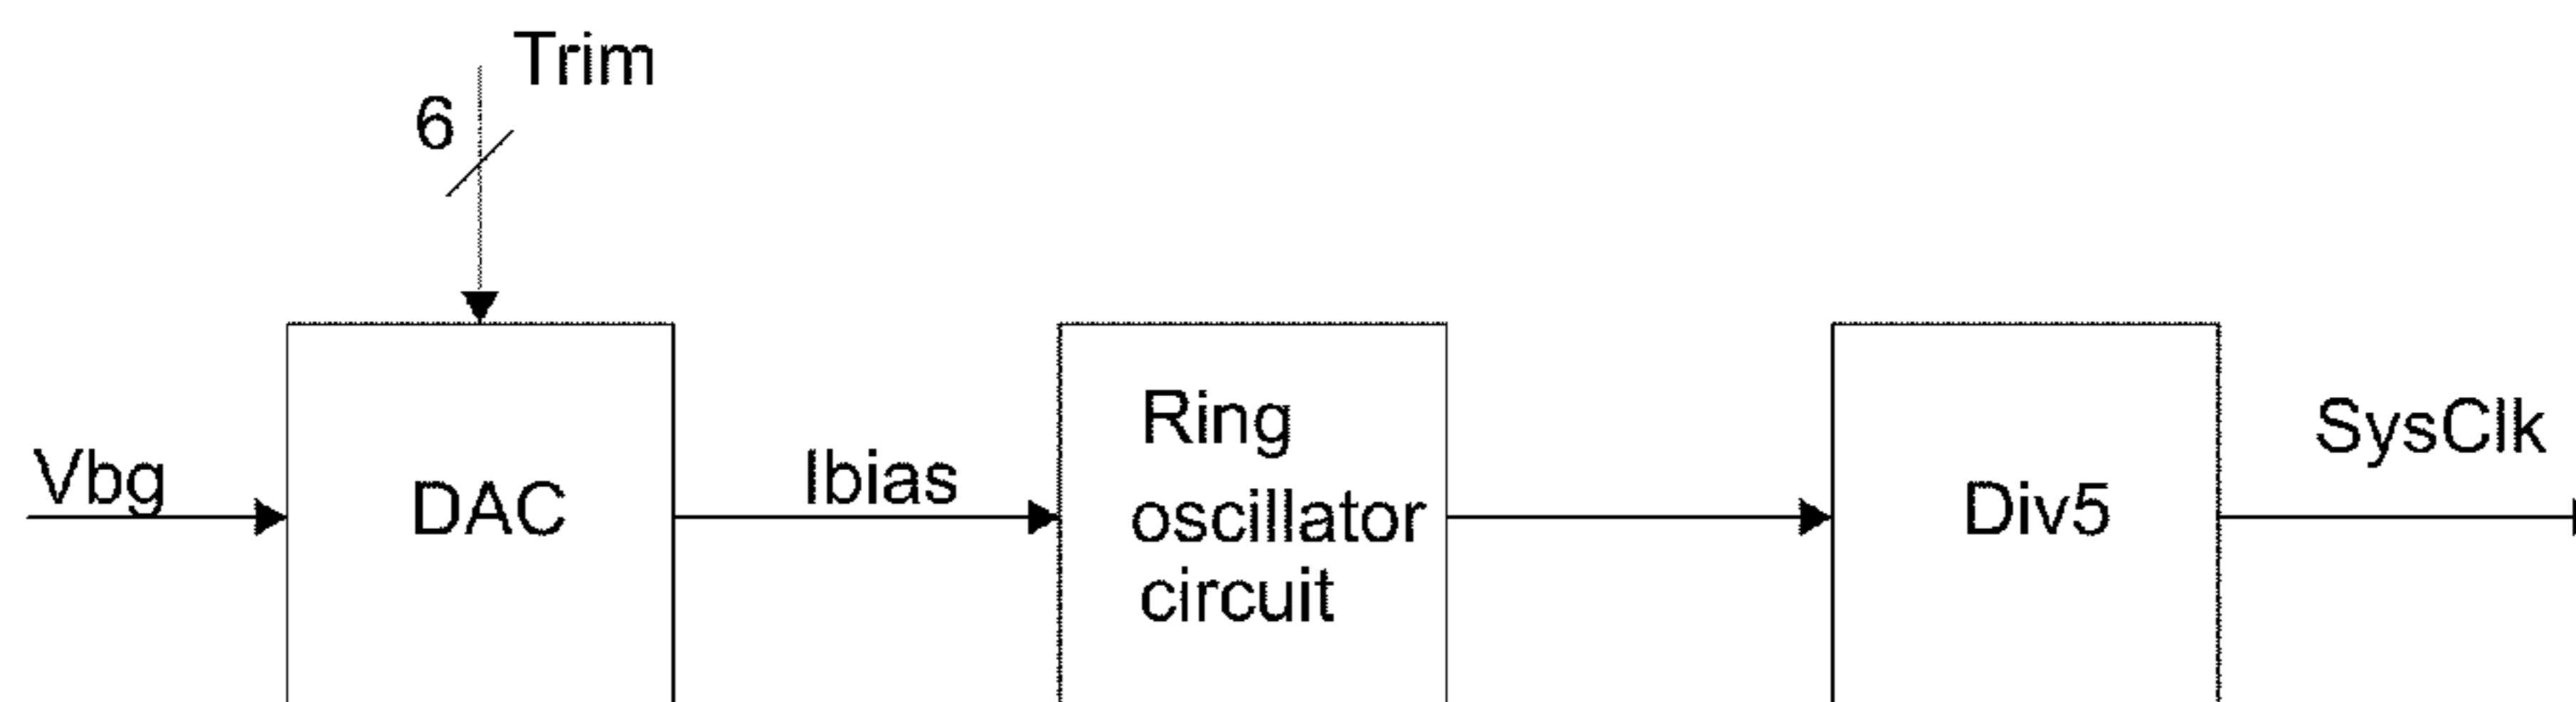 Trim
6
Vbg
DAC
Ibias
Ring
oscillator
circuit
Div5
SysClk